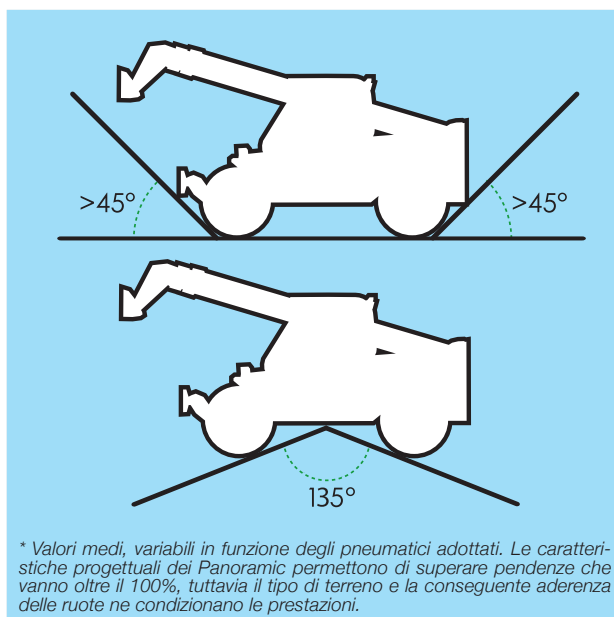 >45° >45°
135°
* Valori medi, variabili in funzione degli pneumatici adottati. Le caratteri-
stiche progettuali dei Panoramic permettono di superare pendenze che
vanno oltre il 100%, tuttavia il tipo di terreno e la conseguente aderenza
delle ruote ne condizionano le prestazioni.